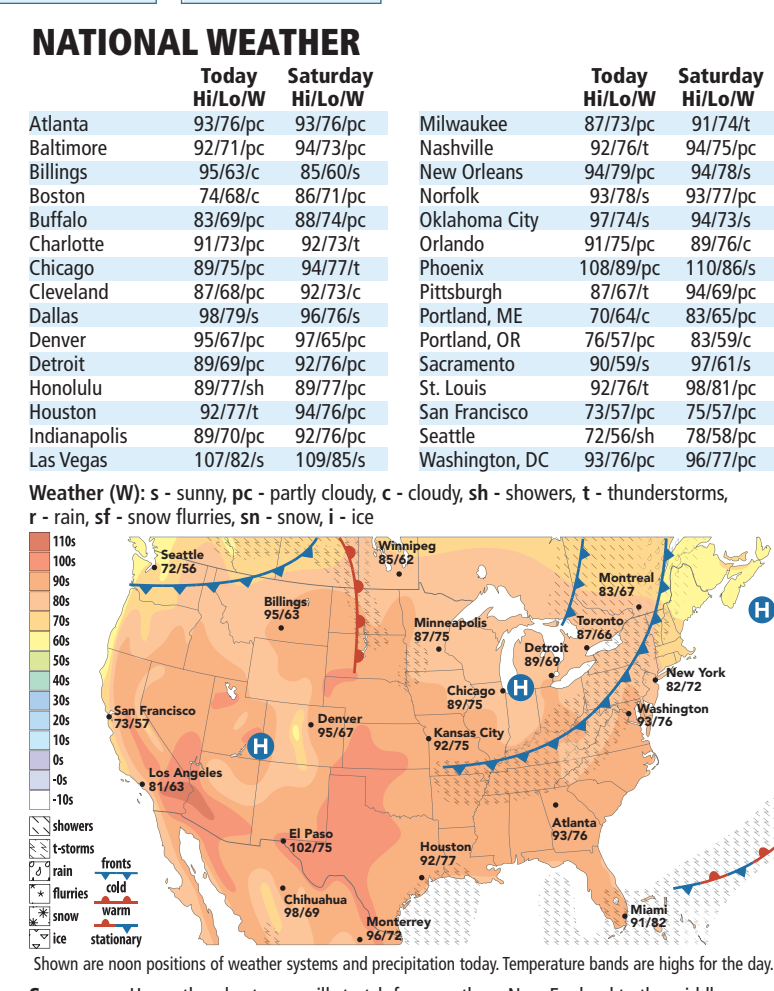 NATIONAL WEATHER
Today Saturday
Hi/Lo/W Hi/Lo/W
Atlanta 93/76/pc 93/76/pc
Baltimore 92/71/pc 94/73/pc
Billings 95/63/c 85/60/s
Boston 74/68/c 86/71/pc
Buffalo 83/69/pc 88/74/pc
Charlotte 91/73/pc 92/73/t
Chicago 89/75/pc 94/77/t
Cleveland 87/68/pc 92/73/c
Dallas 98/79/s 96/76/s
Denver 95/67/pc 97/65/pc
Detroit 89/69/pc 92/76/pc
Honolulu 89/77/sh 89/77/pc
Houston 92/77/t 94/76/pc
Indianapolis 89/70/pc 92/76/pc
Las Vegas 107/82/s 109/85/s
Today Saturday
Hi/Lo/W Hi/Lo/W
Milwaukee 87/73/pc 91/74/t
Nashville 92/76/t 94/75/pc
New Orleans 94/79/pc 94/78/s
Norfolk 93/78/s 93/77/pc
Oklahoma City 97/74/s 94/73/s
Orlando 91/75/pc 89/76/c
Phoenix 108/89/pc 110/86/s
Pittsburgh 87/67/t 94/69/pc
Portland, ME 70/64/c 83/65/pc
Portland, OR 76/57/pc 83/59/c
Sacramento 90/59/s 97/61/s
St. Louis 92/76/t 98/81/pc
San Francisco 73/57/pc 75/57/pc
Seattle 72/56/sh 78/58/pc
Washington, DC 93/76/pc 96/77/pc
Weather (W): s - sunny, pc - partly cloudy, c - cloudy, sh - showers, t - thunderstorms,
r - rain, sf - snow flurries, sn - snow, i - ice
110s
100s
90s
80s
70s
60s
50s
40s
30s
20s
10s
0s
-0s
-10s
showers
t-storms
rain
flurries
snow
ice
fronts
cold
warm
stationary
Seattle
72/56
Winnipeg
85/62
Billings
95/63
Minneapolis
87/75
Montreal
83/67
Toronto
87/66
Detroit
89/69
H
New York
82/72
Chicago
89/75
H
Washington
93/76
San Francisco
73/57
Denver
95/67
H
Kansas City
92/75
Los Angeles
81/63
El Paso
102/75
Atlanta
93/76
Houston
92/77
Chihuahua
98/69
Monterrey
96/72
Miami
91/82
Shown are noon positions of weather systems and precipitation today. Temperature bands are highs for the day.